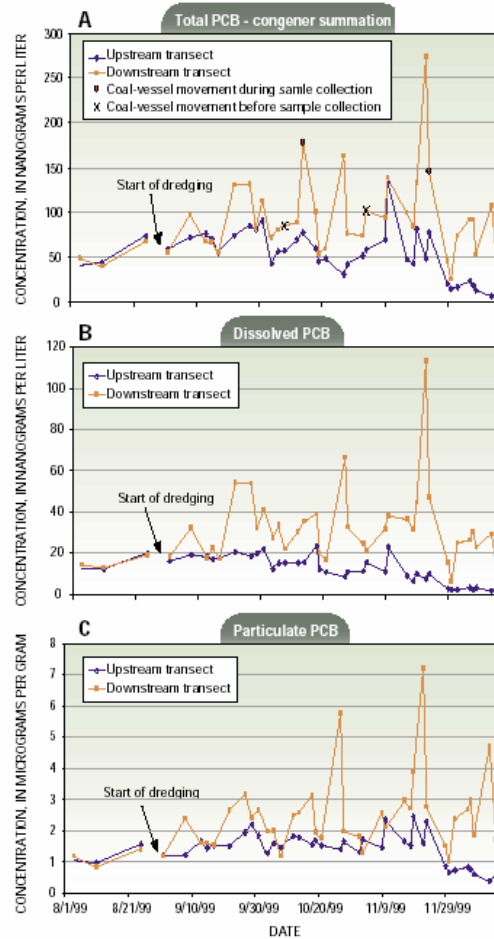 A
Total PCB - congener summation
CONCENTRATION, IN NANOGRAMS PER LITER
300
250
200
150
100
50
0
Upstream transect
Downstream transect
Coal-vessel movement during samle collection
Coal-vessel movement before sample collection
Start of dredging
B
Dissolved PCB
CONCENTRATION, IN NANOGRAMS PER LITER
120
100
80
60
40
20
0
Upstream transect
Downstream transect
Start of dredging
C
Particulate PCB
CONCENTRATION, IN MICROGRAMS PER GRAM
8
7
6
5
4
3
2
1
0
Upstream transect
Downstream transect
Start of dredging
8/1/99 8/21/99 9/10/99 9/30/99 10/20/99 11/9/99 11/29/99
DATE